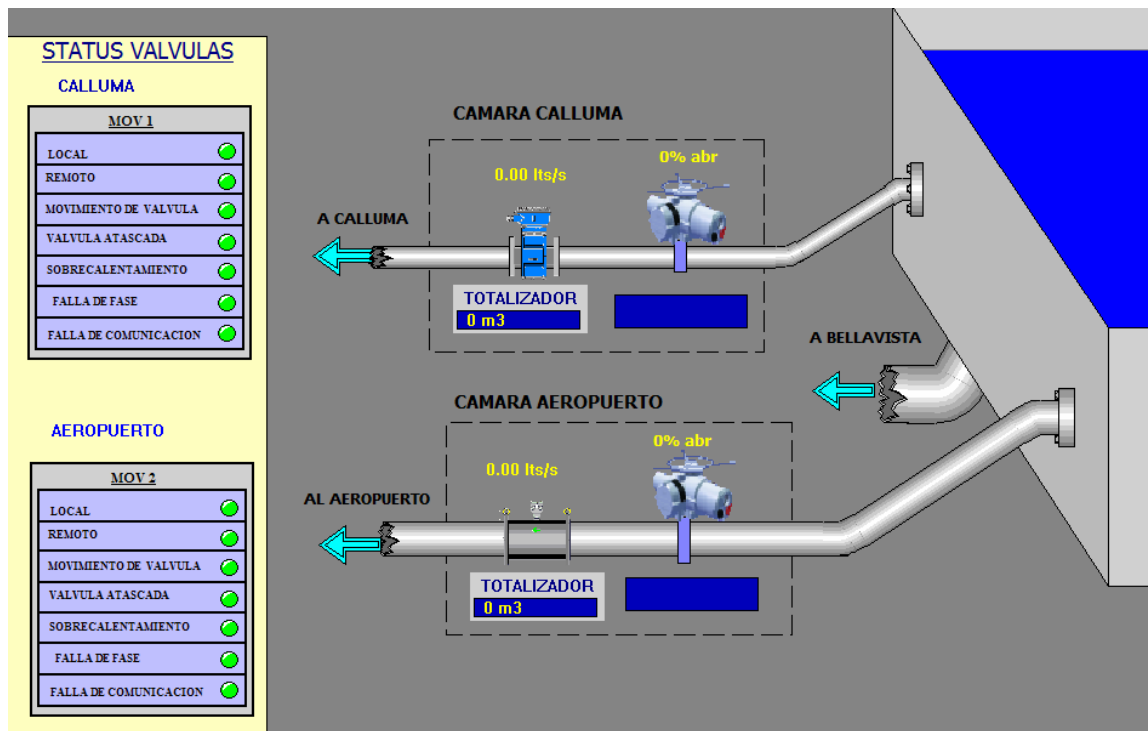 STATUS VALVULAS
CALLUMA
MOV 1
LOCAL
REMOTO
MOVIMIENTO DE VALVULA
VALVULA ATASCADA
SOBRECALENTAMIENTO
FALLA DE FASE
FALLA DE COMUNICACION
AEROPUERTO
MOV 2
LOCAL
REMOTO
MOVIMIENTO DE VALVULA
VALVULA ATASCADA
SOBRECALENTAMIENTO
FALLA DE FASE
FALLA DE COMUNICACION
CAMARA CALLUMA
0% abr
0.00 lts/s
A CALLUMA
TOTALIZADOR
0 m3
A BELLAVISTA
CAMARA AEROPUERTO
0% abr
0.00 lts/s
AL AEROPUERTO
TOTALIZADOR
0 m3